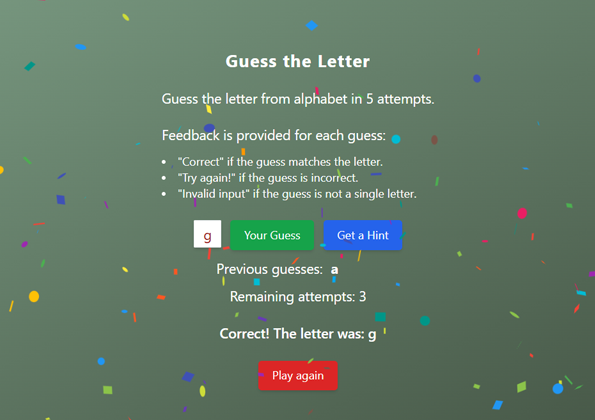 Guess the Letter
Guess the letter from alphabet in 5 attempts.
Feedback is provided for each guess:
• "Correct" if the guess matches the letter.
• "Try again!" if the guess is incorrect.
• "Invalid input" if the guess is not a single letter.
g Your Guess Get a Hint
Previous guesses: a
Remaining attempts: 3
Correct! The letter was: g
Play again